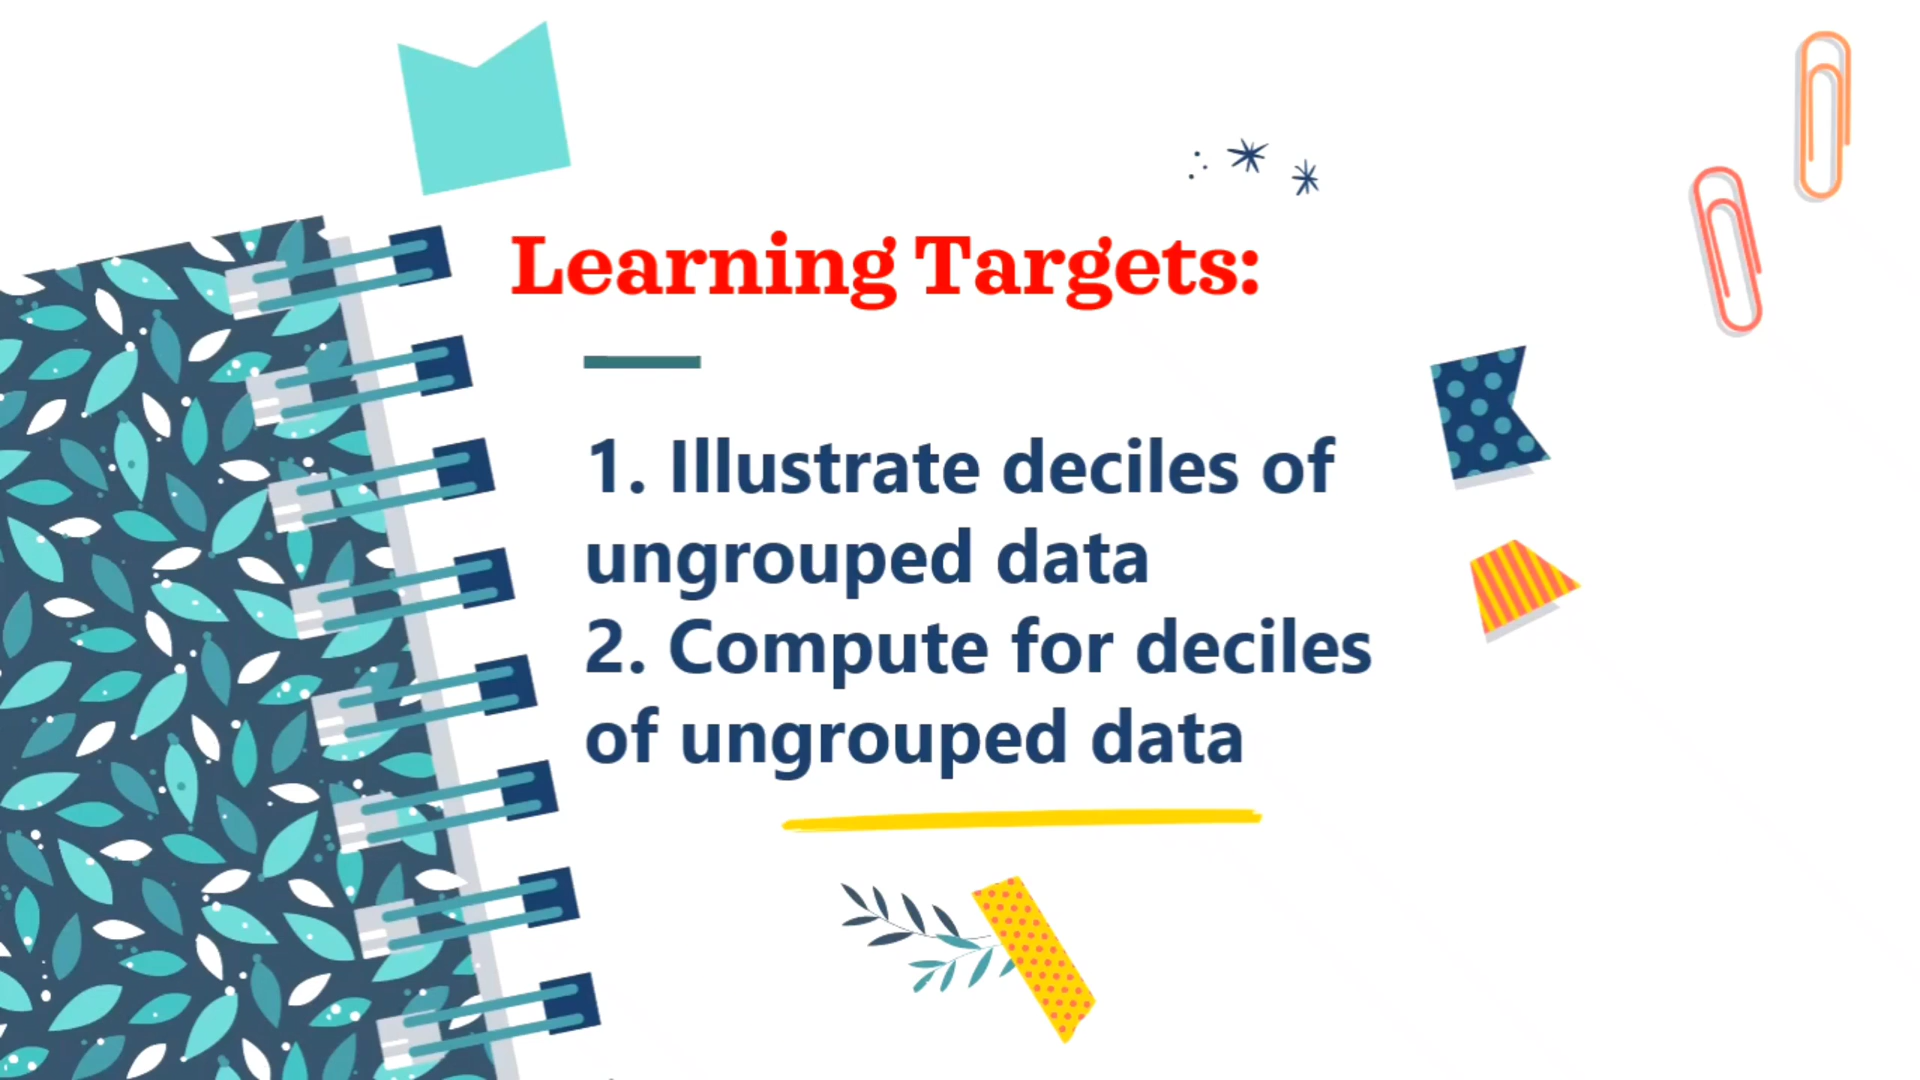 Learning Targets:
1. Illustrate deciles of
ungrouped data
2. Compute for deciles
of ungrouped data